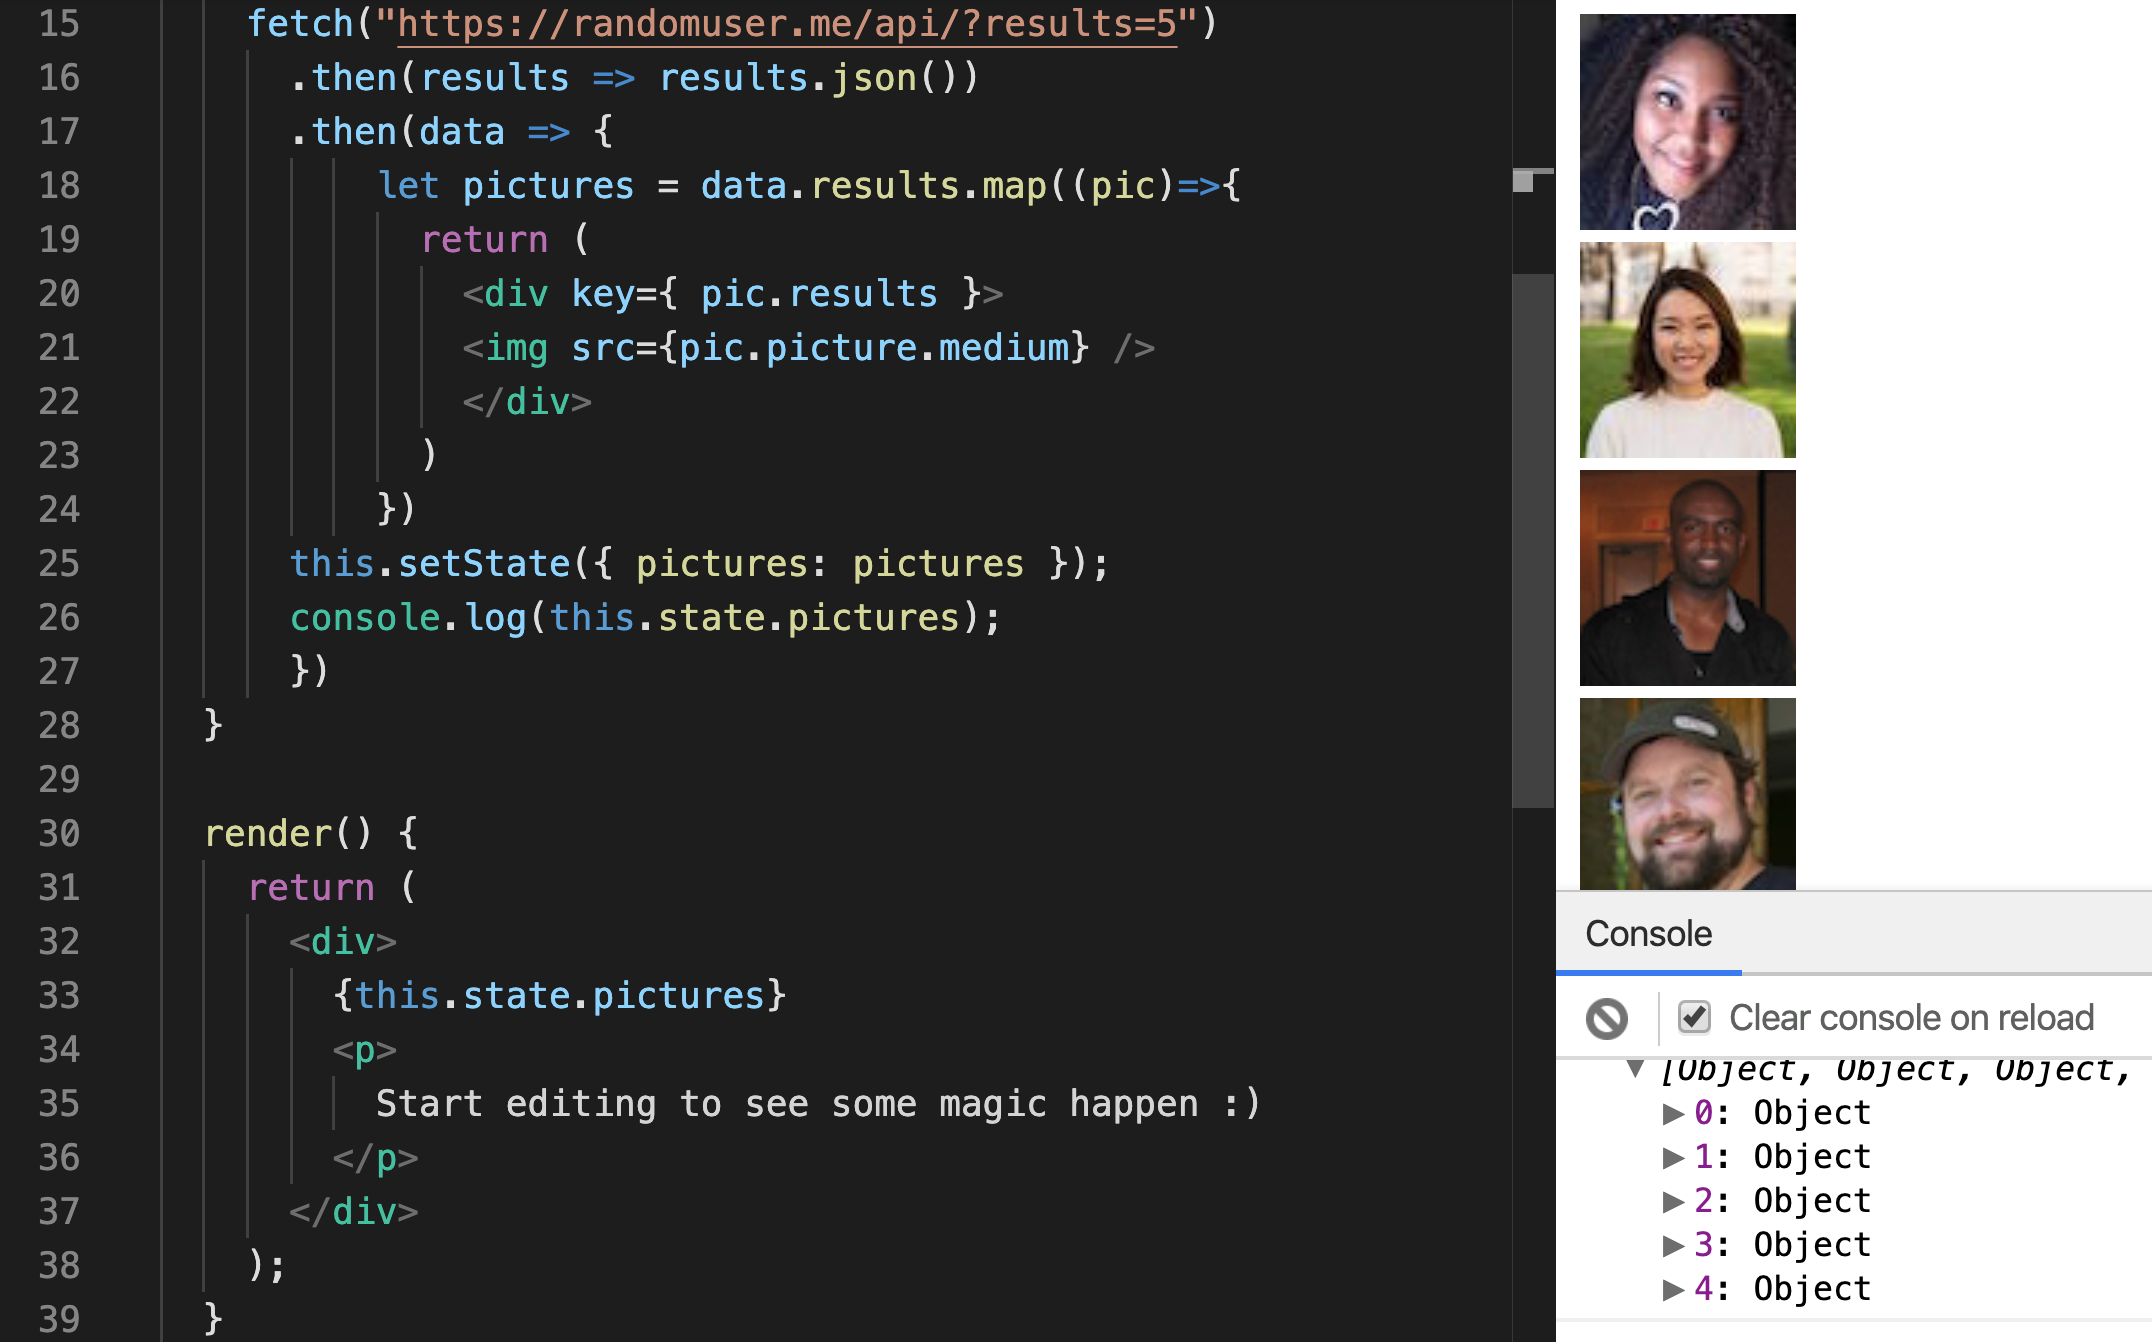 15 fetch("https://randomuser.me/api/?results=5")
16 .then(results => results.json())
17 .then(data => {
18 let pictures = data.results.map((pic)=>{
19 return (
20 <div key={ pic.results }>
21 <img src={pic.picture.medium} />
22 </div>
23 )
24 })
25 this.setState({ pictures: pictures });
26 console.log(this.state.pictures);
27 })
28 }
29
30 render() {
31 return (
32 <div>
33 {this.state.pictures}
34 <p>
35 Start editing to see some magic happen :)
36 </p>
37 </div>
38 );
39 }
Console
Clear console on reload
[Object, Object, Object,
0: Object
1: Object
2: Object
3: Object
4: Object